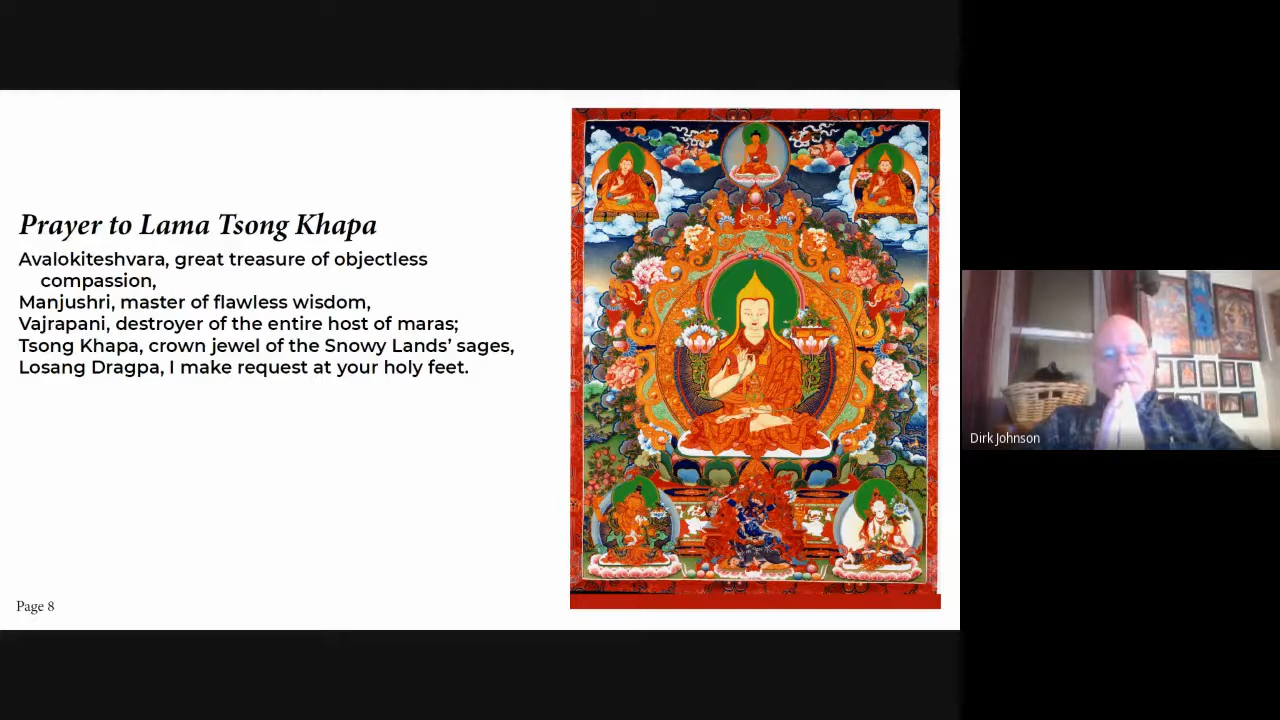 Prayer to Lama Tsong Khapa
Avalokiteshvara, great treasure of objectless
compassion,
Manjushri, master of flawless wisdom,
Vajrapani, destroyer of the entire host of maras;
Tsong Khapa, crown jewel of the Snowy Lands’ sages,
Losang Dragpa, I make request at your holy feet.
Page 8
Dirk Johnson